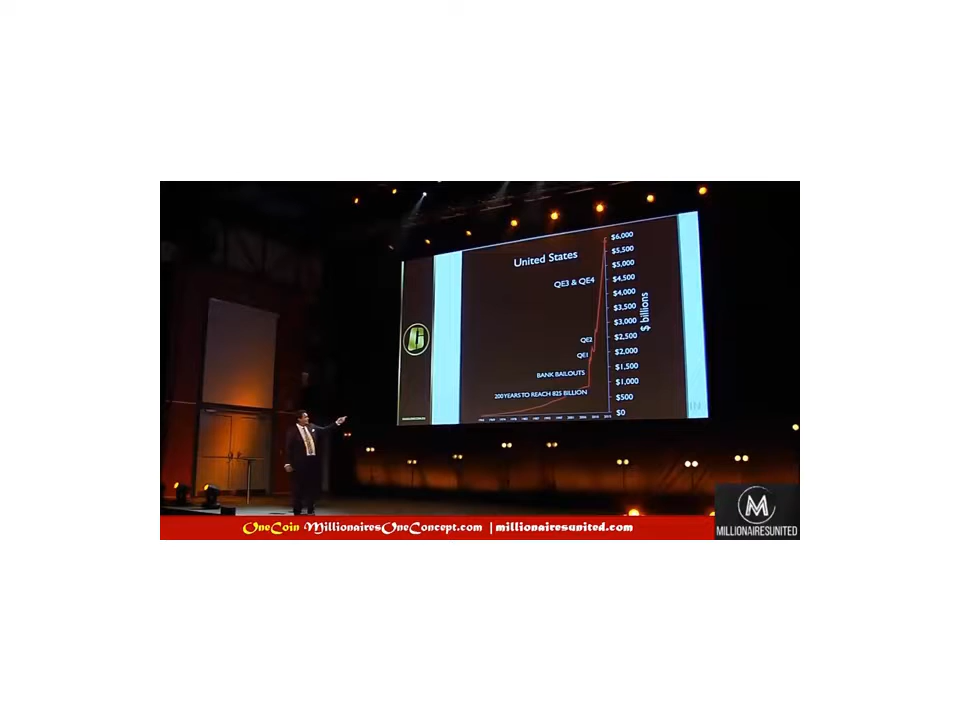 United States
QE3 & QE4
QE2
QE1
BANK BAILOUTS
200 YEARS TO REACH 825 BILLION
$6,000
$5,500
$5,000
$4,500
$4,000
$3,500
$3,000
$2,500
$2,000
$1,500
$1,000
$500
$0
$ billions
OneCoin MillionairesOneConcept.com | millionairesunited.com
M
MILLIONAIRESUNITED